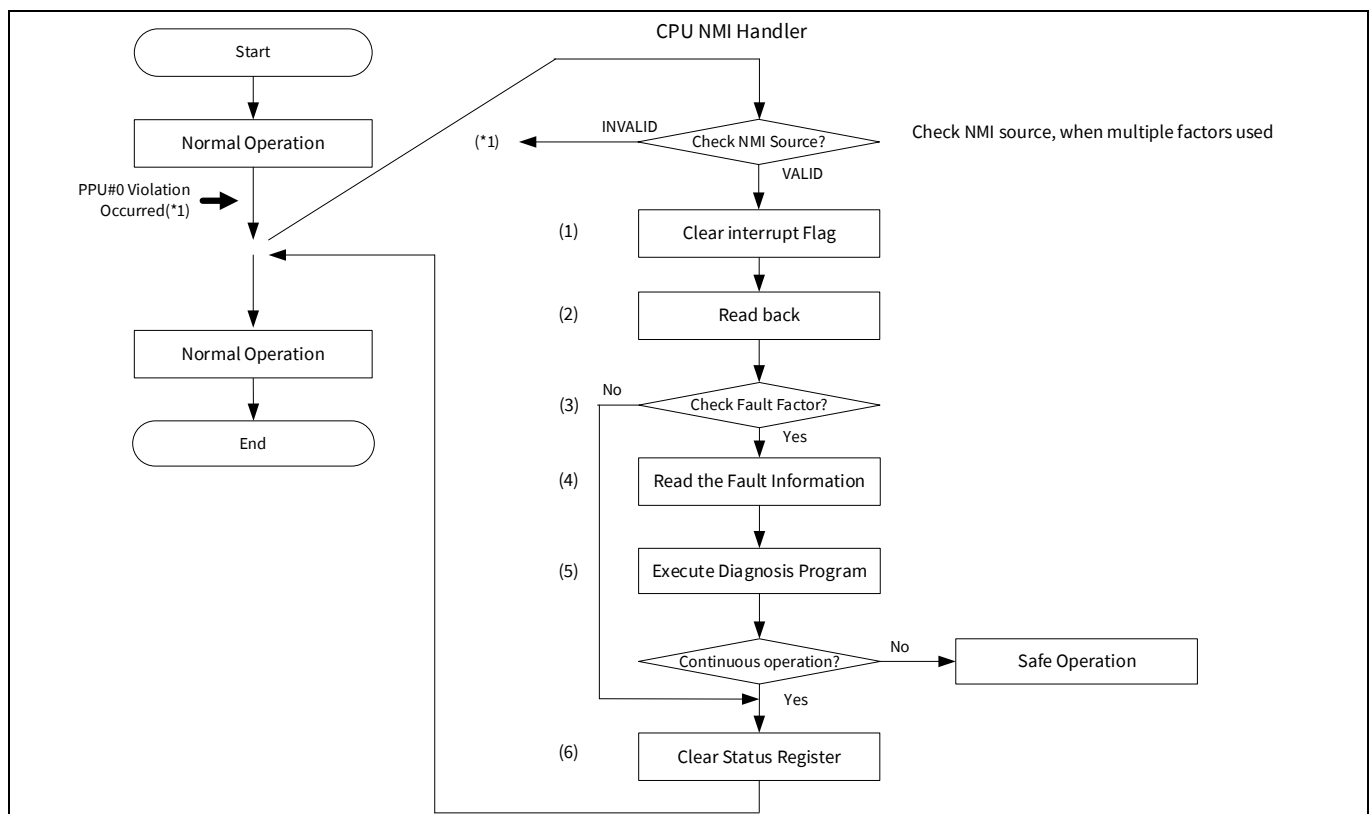 CPU NMI Handler
Start
Normal Operation
PPU#0 Violation
Occurred(*1)
Normal Operation
End
(*1)
INVALID
Check NMI Source?
Check NMI source, when multiple factors used
VALID
(1)
Clear interrupt Flag
(2)
Read back
No
(3)
Check Fault Factor?
Yes
(4)
Read the Fault Information
(5)
Execute Diagnosis Program
Continuous operation?
No
Safe Operation
Yes
(6)
Clear Status Register